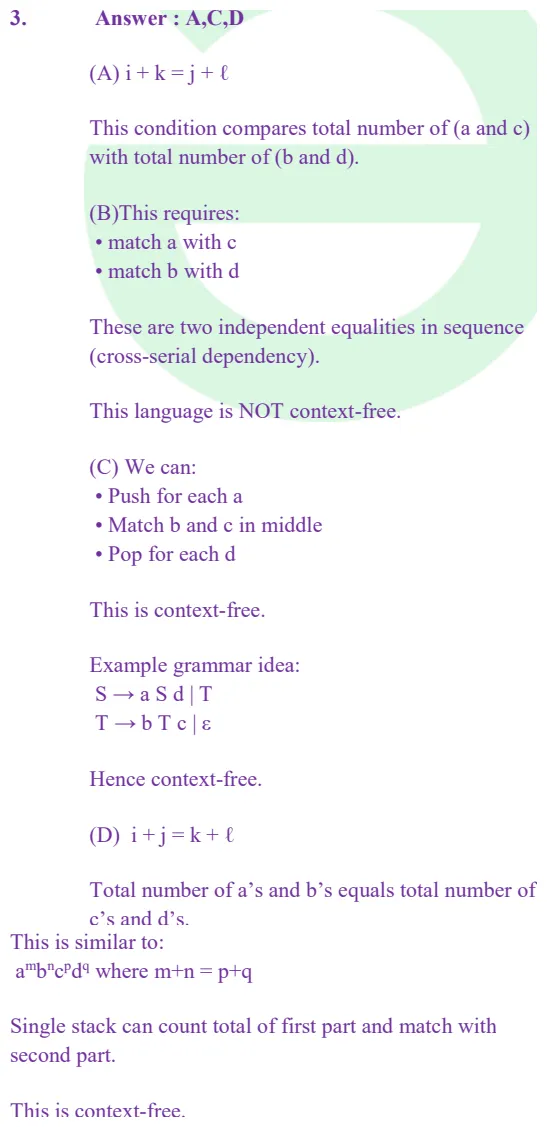 3. Answer : A,C,D
(A) i + k = j + ℓ
This condition compares total number of (a and c)
with total number of (b and d).
(B)This requires:
• match a with c
• match b with d
These are two independent equalities in sequence
(cross-serial dependency).
This language is NOT context-free.
(C) We can:
• Push for each a
• Match b and c in middle
• Pop for each d
This is context-free.
Example grammar idea:
S → a S d | T
T → b T c | ε
Hence context-free.
(D) i + j = k + ℓ
Total number of a’s and b’s equals total number of
c’s and d’s.
This is similar to:
aᵐbⁿcᵖd^q where m+n = p+q
Single stack can count total of first part and match with
second part.
This is context-free.